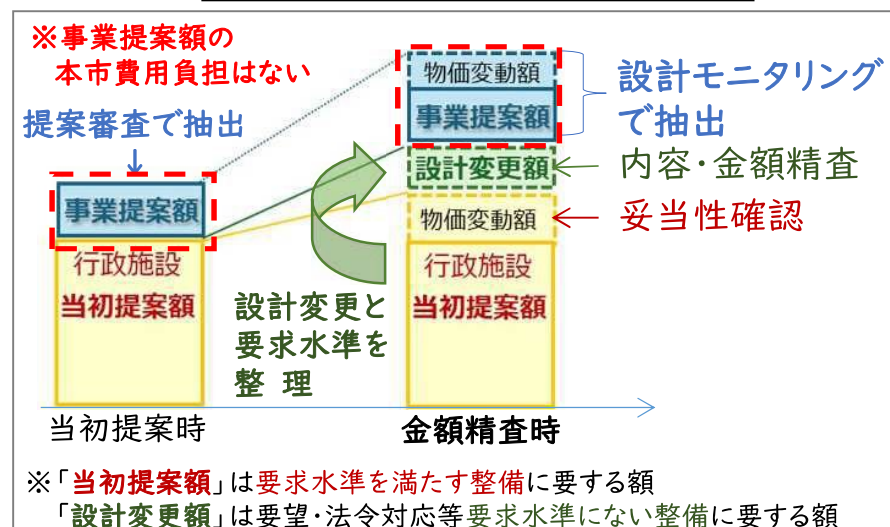 ※事業提案額の
本市費用負担はない
提案審査で抽出
事業提案額
行政施設
当初提案額
設計変更と
要求水準を
整 理
物価変動額
事業提案額
設計変更額
物価変動額
行政施設
当初提案額
設計モニタリング
で抽出
内容・金額精査
妥当性確認
当初提案時
金額精査時
※「当初提案額」は要求水準を満たす整備に要する額
「設計変更額」は要望・法令対応等要求水準にない整備に要する額